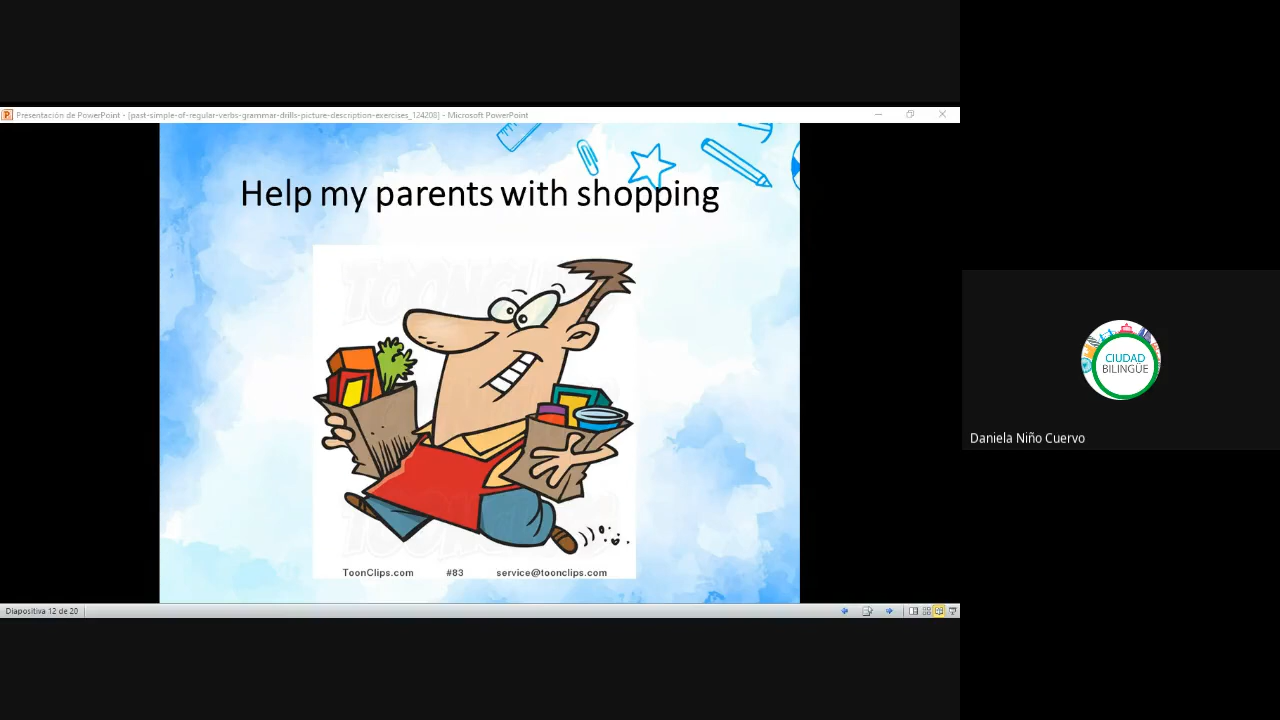 Presentación de PowerPoint - [past-simple-of-regular-verbs-grammar-drills-picture-description-exercises_124208] - Microsoft PowerPoint
Help my parents with shopping
TOONCLIPS
CIUDAD
BILINGÜE
Daniela Niño Cuervo
ToonClips.com #83 service@toonclips.com
Diapositiva 12 de 20